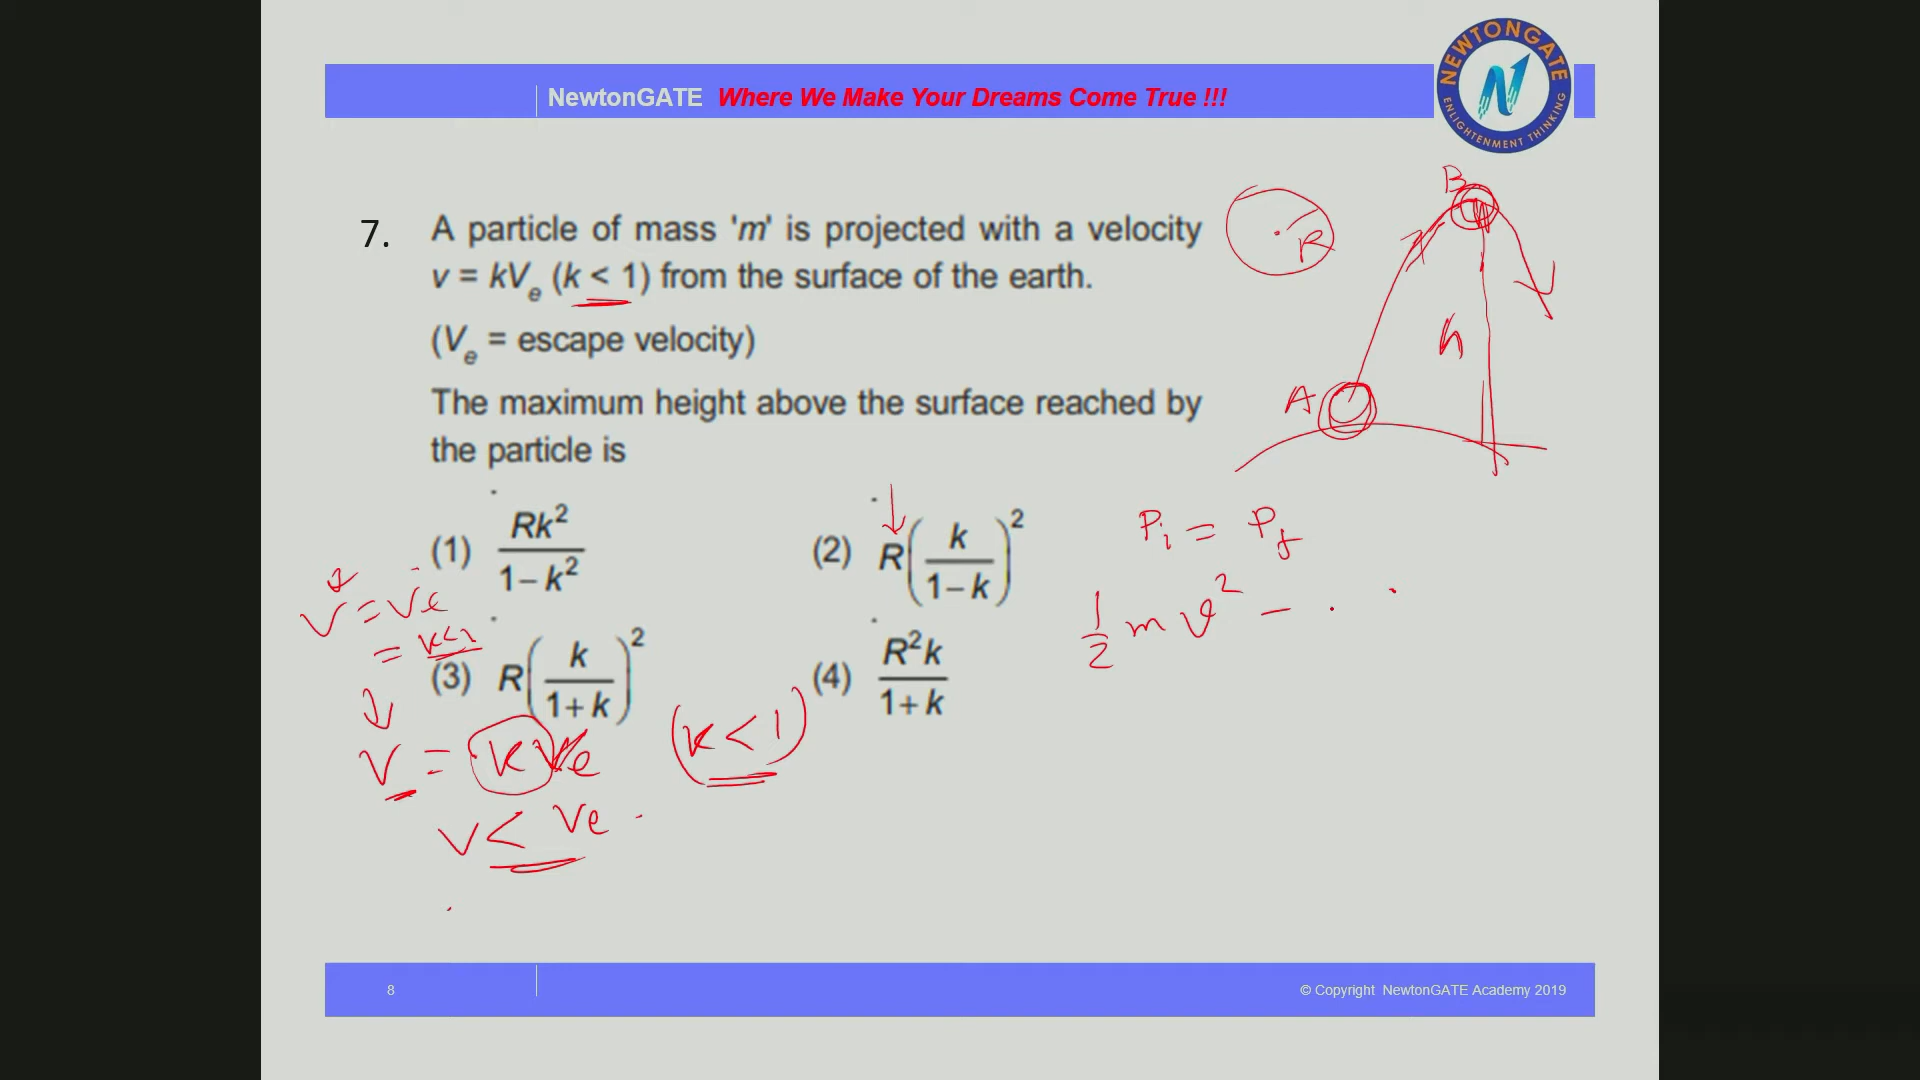 NewtonGATE Where We Make Your Dreams Come True !!!
NEWTONGATE
ENLIGHTENMENT THINKING
7. A particle of mass 'm' is projected with a velocity
v = kVₑ (k < 1) from the surface of the earth.
(Vₑ = escape velocity)
The maximum height above the surface reached by
the particle is
(1) Rk²/1–k²
(2) R(k/1–k)²
(3) R(k/1+k)²
(4) R²k/1+k
R
B
h
A
Pi = Pf
1/2 m v² –
v = ve
v = kve (k < 1)
v < ve
8
© Copyright NewtonGATE Academy 2019